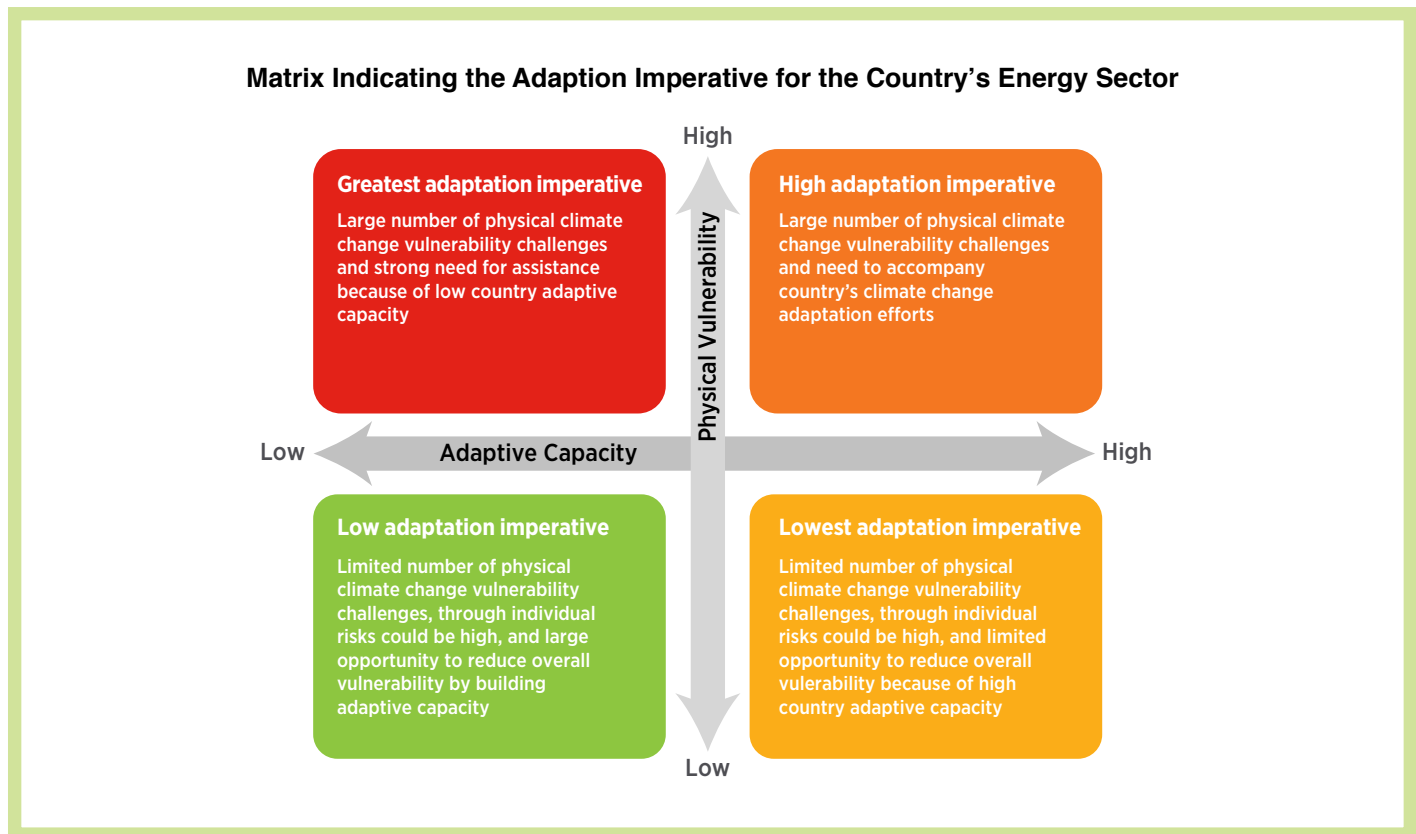 Matrix Indicating the Adaption Imperative for the Country’s Energy Sector
High
Greatest adaptation imperative
Large number of physical climate
change vulnerability challenges
and strong need for assistance
because of low country adaptive
capacity
Physical Vulnerability
High adaptation imperative
Large number of physical climate
change vulnerability challenges
and need to accompany
country’s climate change
adaptation efforts
Low
Adaptive Capacity
High
Low adaptation imperative
Limited number of physical
climate change vulnerability
challenges, through individual
risks could be high, and large
opportunity to reduce overall
vulnerability by building
adaptive capacity
Lowest adaptation imperative
Limited number of physical
climate change vulnerability
challenges, through individual
risks could be high, and limited
opportunity to reduce overall
vulerability because of high
country adaptive capacity
Low